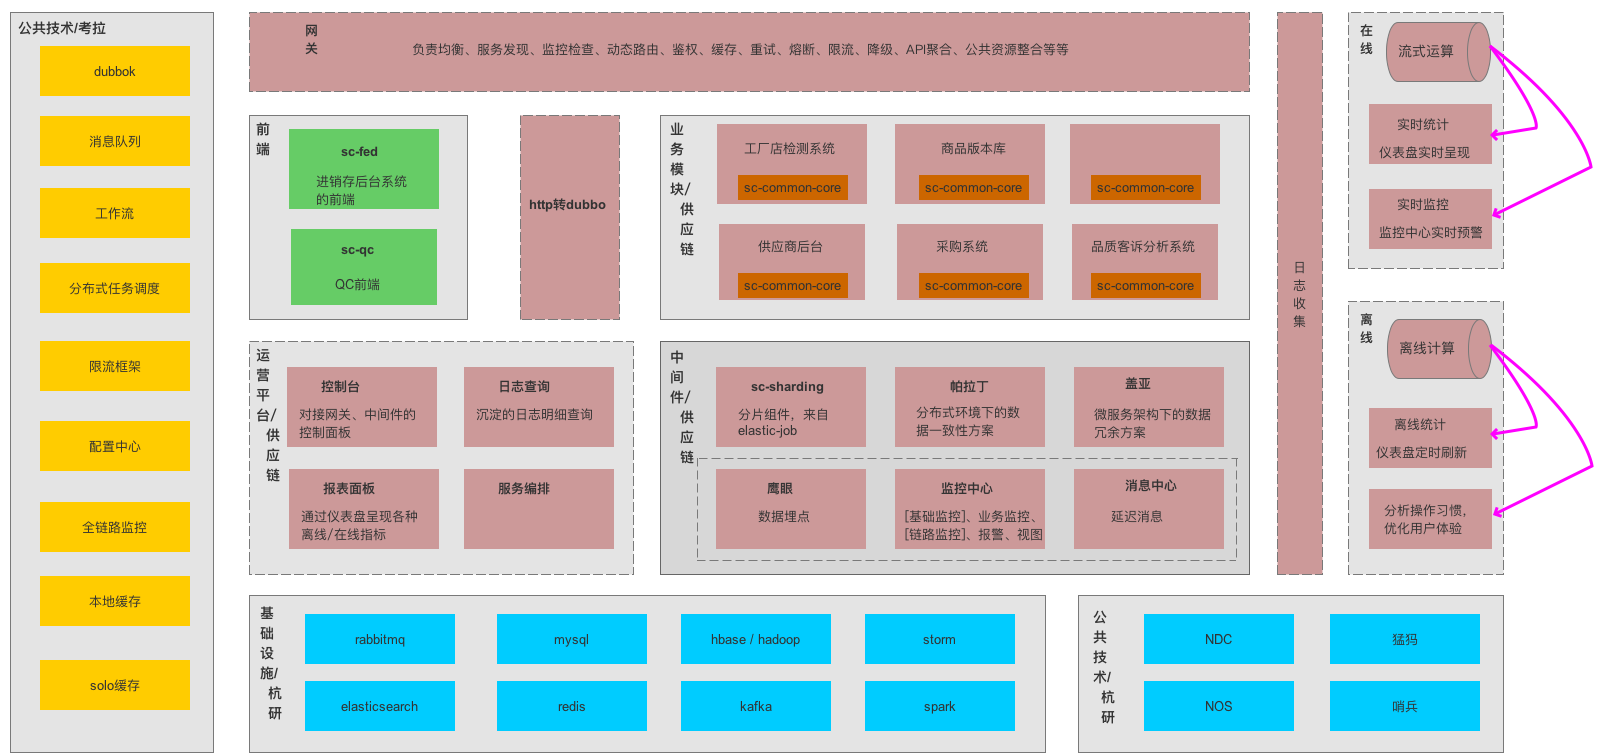 公共技术/考拉
dubbok
消息队列
工作流
分布式任务调度
限流框架
配置中心
全链路监控
本地缓存
solo缓存
网
关
负责均衡、服务发现、监控检查、动态路由、鉴权、缓存、重试、熔断、限流、降级、API聚合、公共资源整合等等
前
端
sc-fed
进销存后台系统
的前端
sc-qc
QC前端
http转dubbo
业
务
模
块/
供
应
链
工厂店检测系统
sc-common-core
商品版本库
sc-common-core
sc-common-core
供应商后台
sc-common-core
采购系统
sc-common-core
品质客诉分析系统
sc-common-core
运
营
平
台/
供
应
链
控制台
对接网关、中间件的
控制面板
日志查询
沉淀的日志明细查询
报表面板
通过仪表盘呈现各种
离线/在线指标
服务编排
中
间
件/
供
应
链
sc-sharding
分片组件，来自
elastic-job
帕拉丁
分布式环境下的数
据一致性方案
盖亚
微服务架构下的数据
冗余方案
鹰眼
数据埋点
监控中心
[基础监控]、业务监控、
[链路监控]、报警、视图
消息中心
延迟消息
日
志
收
集
在
线
流式运算
实时统计
仪表盘实时呈现
实时监控
监控中心实时预警
离
线
离线计算
离线统计
仪表盘定时刷新
分析操作习惯，
优化用户体验
基
础
设
施/
杭
研
rabbitmq
mysql
hbase / hadoop
storm
elasticsearch
redis
kafka
spark
公
共
技
术/
杭
研
NDC
猛犸
NOS
哨兵